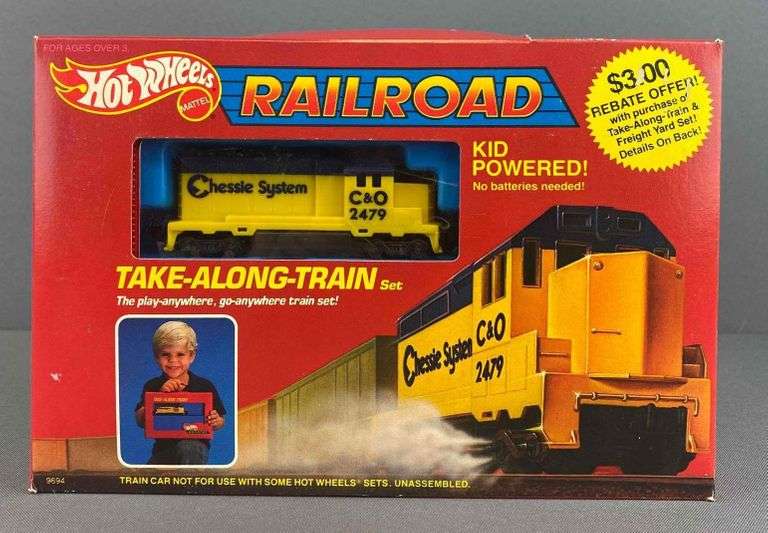 FOR AGES OVER 3.
HOT WHEELS
MATTEL
RAILROAD
$3.00
REBATE OFFER!
with purchase of
Take-Along-Train &
Freight Yard Set!
Details On Back!
KID
POWERED!
No batteries needed!
Chessie System
C&O
2479
TAKE-ALONG-TRAIN Set
The play-anywhere, go-anywhere train set!
Chessie System
C&O
2479
TAKE-ALONG-TRAIN
9694
TRAIN CAR NOT FOR USE WITH SOME HOT WHEELS® SETS. UNASSEMBLED.